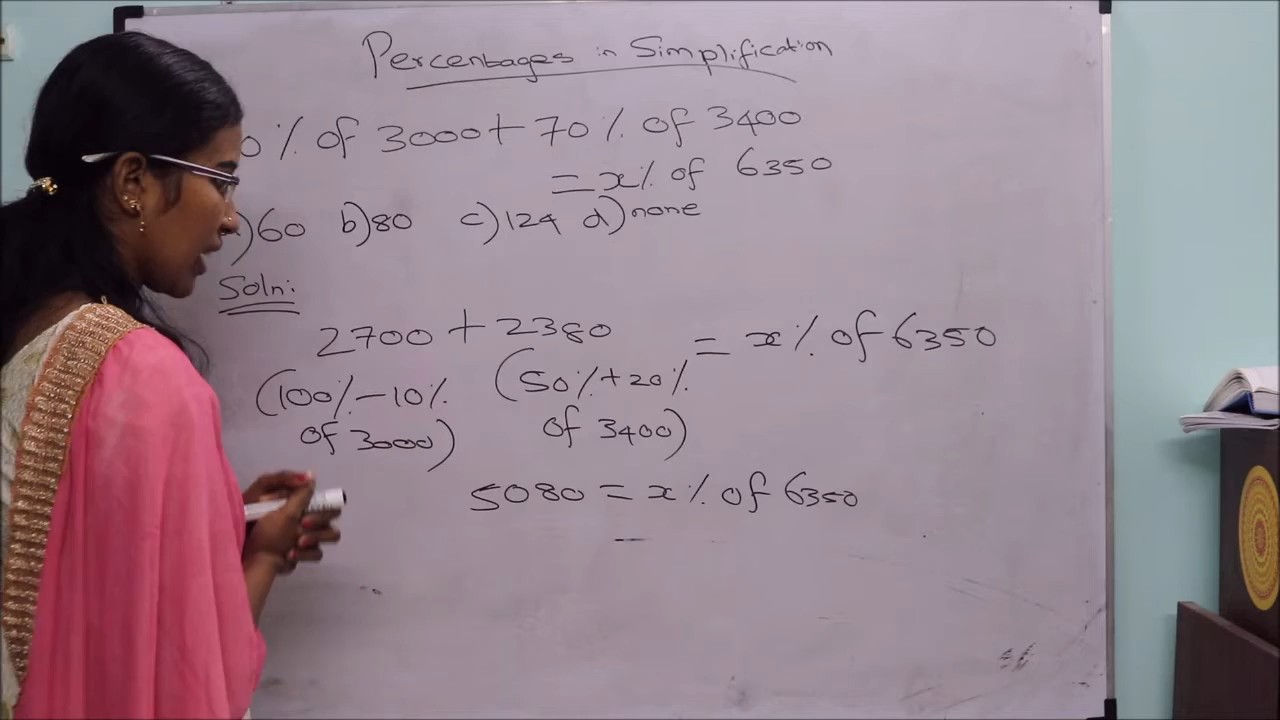 Percentages in Simplification
0% of 3000 + 70% of 3400
= x% of 6350
)60 b)80 c)124 d)none
Soln:
2700 + 2380 = x% of 6350
(100% - 10% of 3000) (50% + 20% of 3400)
5080 = x% of 6350